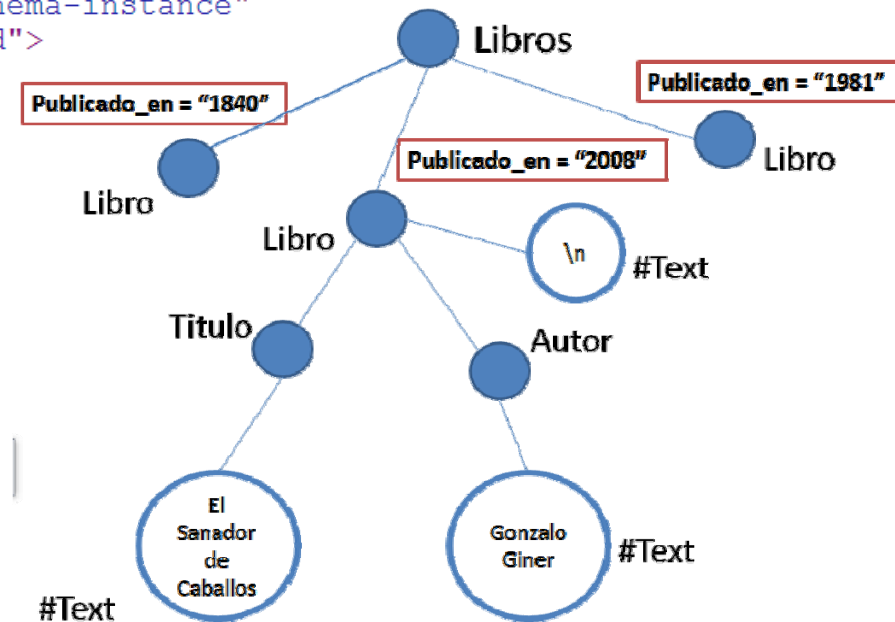 nema-instance"
d">
Libros
Publicado_en = "1840"
Publicado_en = "1981"
Publicado_en = "2008"
Libro
Libro
Libro
\n
#Text
Titulo
Autor
El
Sanador
de
Caballos
Gonzalo
Giner
#Text
#Text